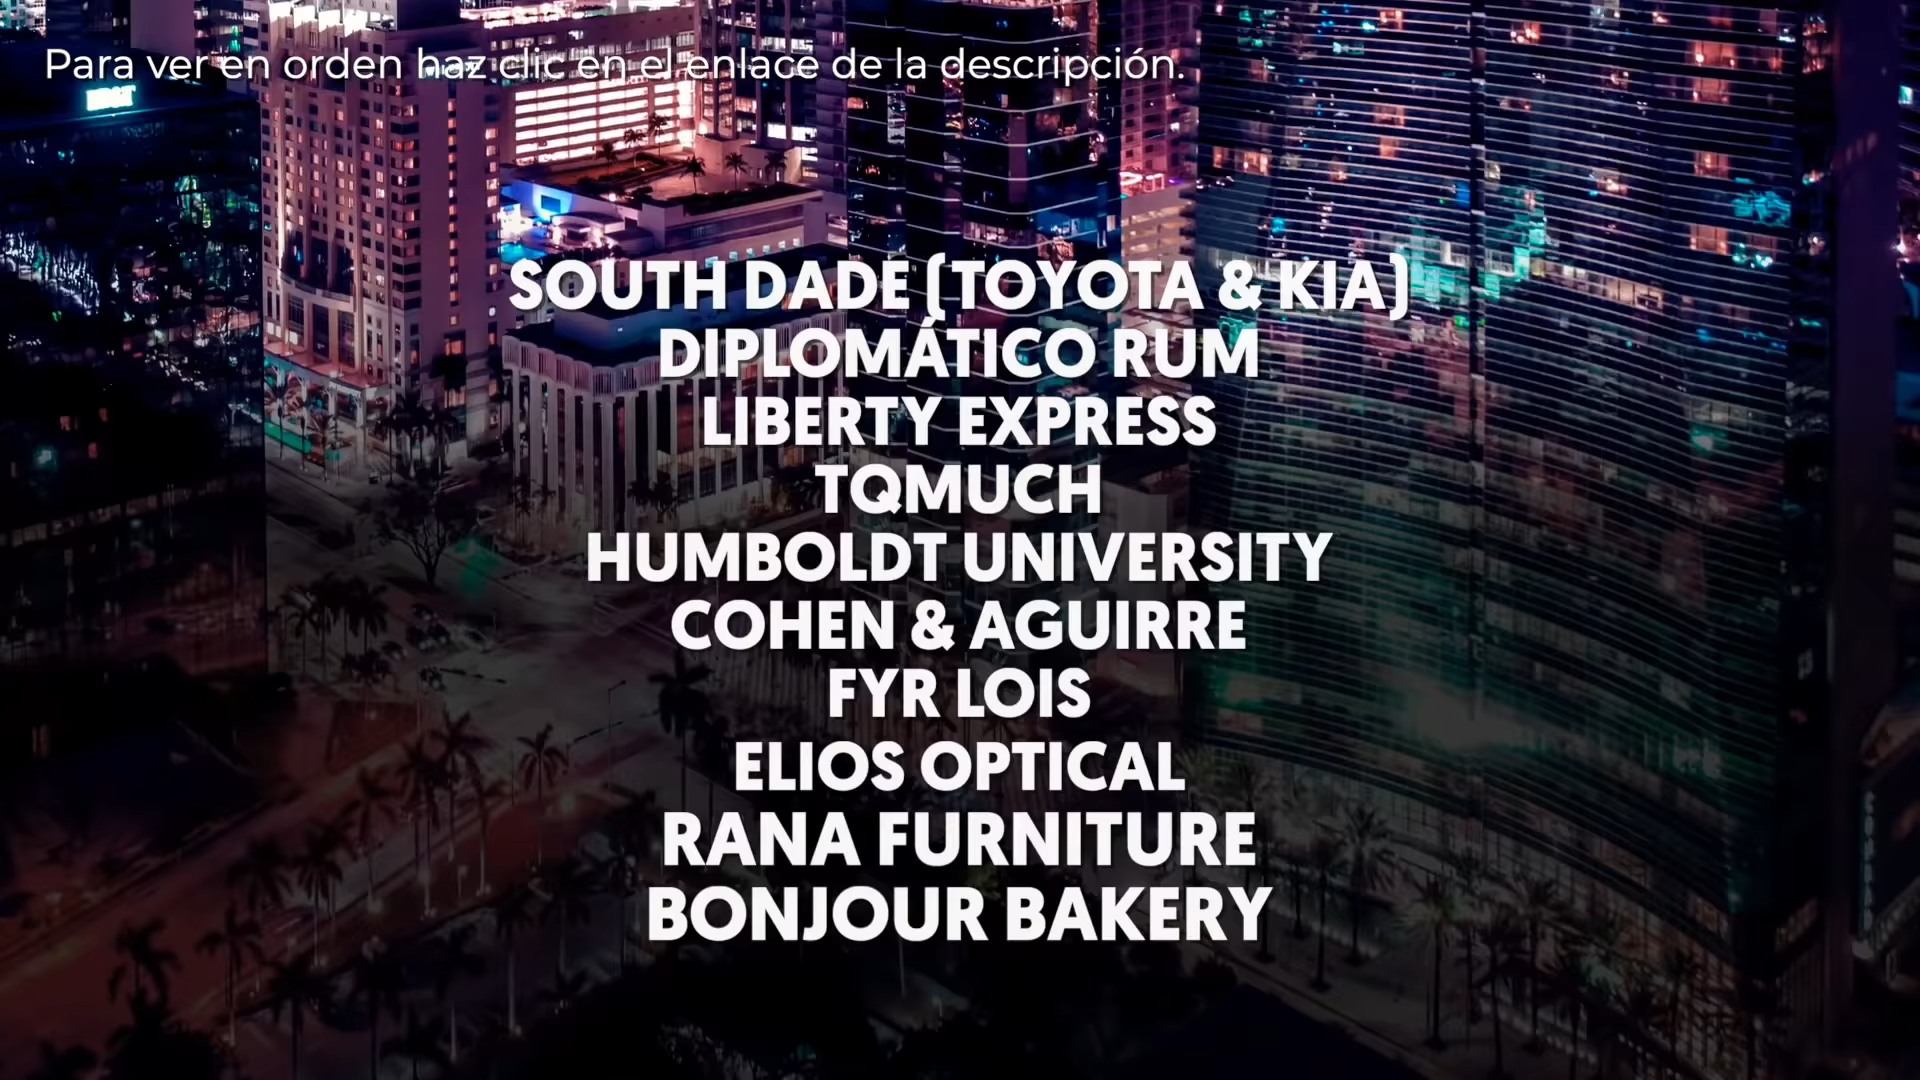 Para ver en orden haz clic en el enlace de la descripción.
SOUTH DADE (TOYOTA & KIA)
DIPLOMÁTICO RUM
LIBERTY EXPRESS
TQMUCH
HUMBOLDT UNIVERSITY
COHEN & AGUIRRE
FYR LOIS
ELIOS OPTICAL
RANA FURNITURE
BONJOUR BAKERY